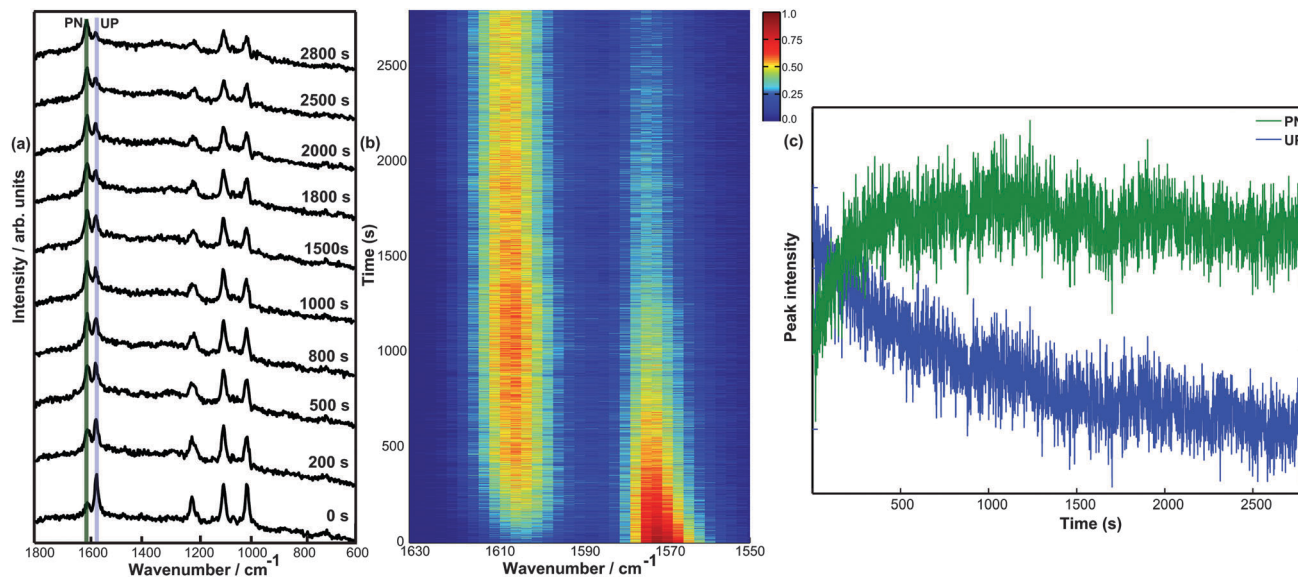 PN UP
2800 s
2500 s
2000 s
1800 s
1500s
1000 s
800 s
500 s
200 s
0 s
(a)
Intensity / arb. units
1800 1600 1400 1200 1000 800 600
Wavenumber / cm-1
(b)
Time (s)
2500
2000
1500
1000
500
0
1630 1610 1590 1570 1550
Wavenumber / cm-1
1.0
0.75
0.50
0.25
0.0
(c)
PN
UP
Peak intensity
500 1000 1500 2000 2500
Time (s)